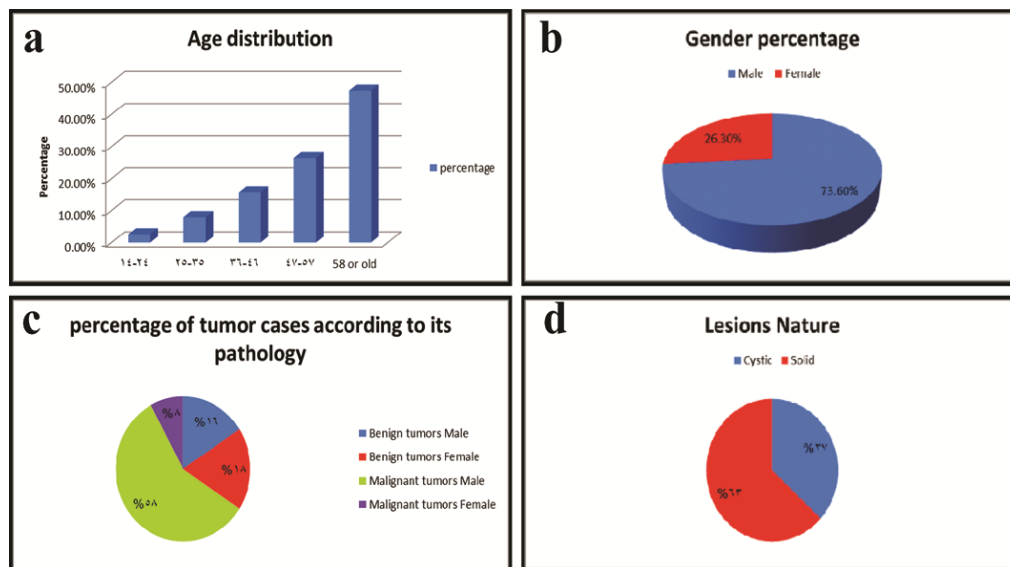 a
Age distribution
50.00%
40.00%
30.00%
20.00%
10.00%
0.00%
Percentage
١٤-٢٤
٢٥-٣٥
٣٦-٤٦
٤٧-٥٧
58 or old
percentage
b
Gender percentage
Male
Female
26.30%
73.60%
c
percentage of tumor cases according to its
pathology
%٨
%١٦
%١٨
%٥٨
Benign tumors Male
Benign tumors Female
Malignant tumors Male
Malignant tumors Female
d
Lesions Nature
Cystic
Solid
%٣٧
%٦٣